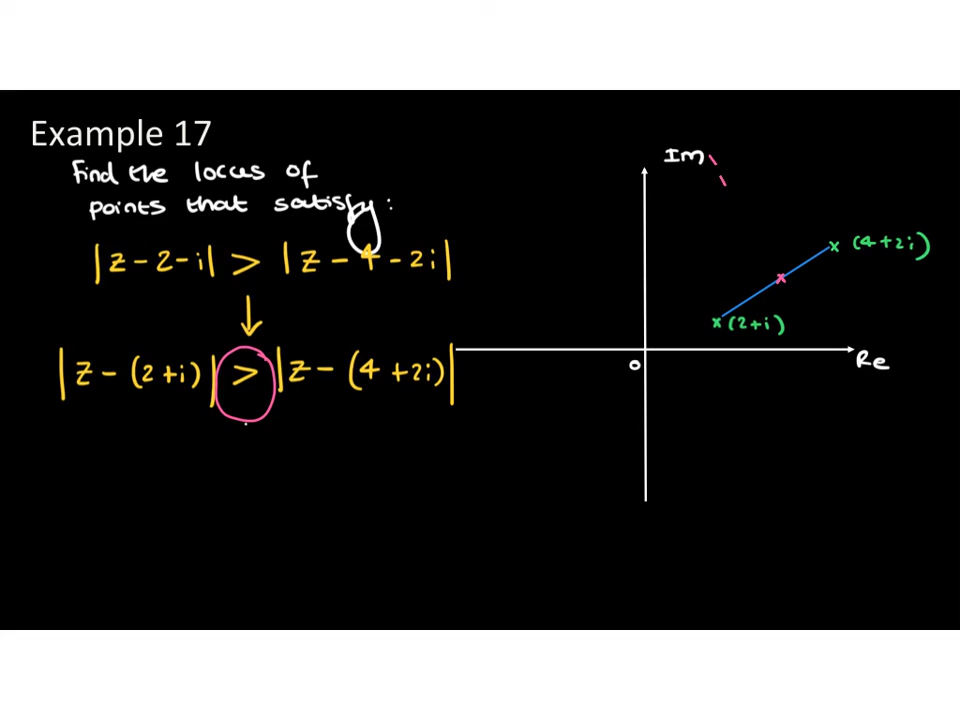 Example 17
Find the locus of
points that satisfy:
|z-2-i| > |z-4-2i|
↓
|z-(2+i)| > |z-(4+2i)|
Im
x (4+2i)
x
x (2+i)
0
Re